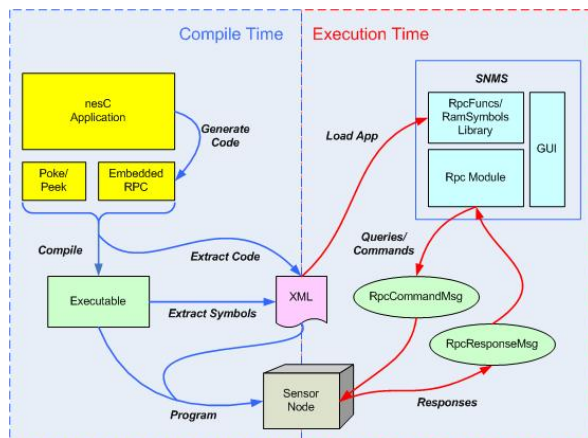 Compile Time
Execution Time
nesC
Application
Generate
Code
Poke/
Peek
Embedded
RPC
Compile
Extract Code
Executable
Extract Symbols
XML
Program
Sensor
Node
Load App
SNMS
RpcFuncs/
RamSymbols
Library
GUI
Rpc Module
Queries/
Commands
RpcCommandMsg
RpcResponseMsg
Responses